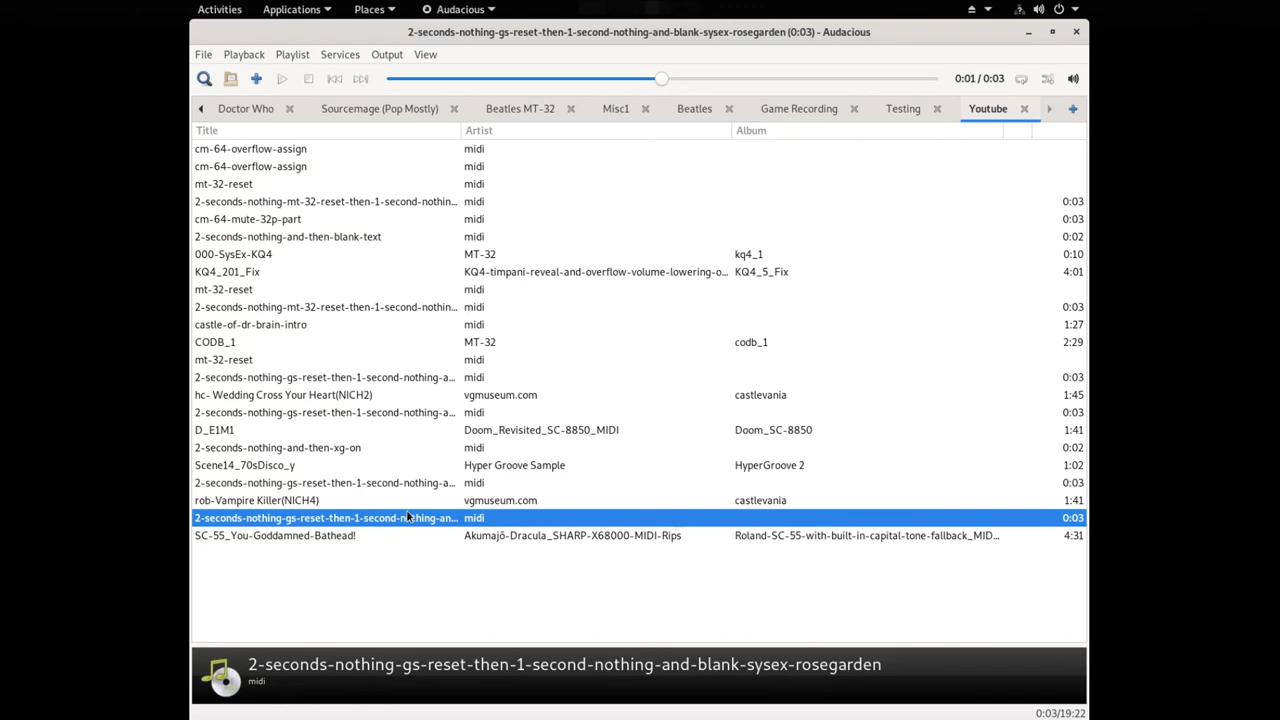 Activities Applications Places Audacious
2-seconds-nothing-gs-reset-then-1-second-nothing-and-blank-sysex-rosegarden (0:03) - Audacious
File Playback Playlist Services Output View
0:01 / 0:03
Doctor Who Sourcemage (Pop Mostly) Beatles MT-32 Misc1 Beatles Game Recording Testing Youtube
Title Artist Album
cm-64-overflow-assign midi
cm-64-overflow-assign midi
mt-32-reset midi
2-seconds-nothing-mt-32-reset-then-1-second-nothin... midi 0:03
cm-64-mute-32p-part midi 0:03
2-seconds-nothing-and-then-blank-text midi 0:02
000-SysEx-KQ4 MT-32 kq4_1 0:10
KQ4_201_Fix KQ4-timpani-reveal-and-overflow-volume-lowering-o... KQ4_5_Fix 4:01
mt-32-reset midi
2-seconds-nothing-mt-32-reset-then-1-second-nothin... midi 0:03
castle-of-dr-brain-intro midi 1:27
CODB_1 MT-32 codb_1 2:29
mt-32-reset midi
2-seconds-nothing-gs-reset-then-1-second-nothing-a... midi 0:03
hc- Wedding Cross Your Heart(NICH2) vgmuseum.com castlevania 1:45
2-seconds-nothing-gs-reset-then-1-second-nothing-a... midi 0:03
D_E1M1 Doom_Revisited_SC-8850_MIDI Doom_SC-8850 1:41
2-seconds-nothing-and-then-xg-on midi 0:02
Scene14_70sDisco_y Hyper Groove Sample HyperGroove 2 1:02
2-seconds-nothing-gs-reset-then-1-second-nothing-a... midi 0:03
rob-Vampire Killer(NICH4) vgmuseum.com castlevania 1:41
2-seconds-nothing-gs-reset-then-1-second-nothing-an... midi 0:03
SC-55_You-Goddamned-Bathead! Akumajō-Dracula_SHARP-X68000-MIDI-Rips Roland-SC-55-with-built-in-capital-tone-fallback_MID... 4:31
2-seconds-nothing-gs-reset-then-1-second-nothing-and-blank-sysex-rosegarden
midi
0:03/19:22